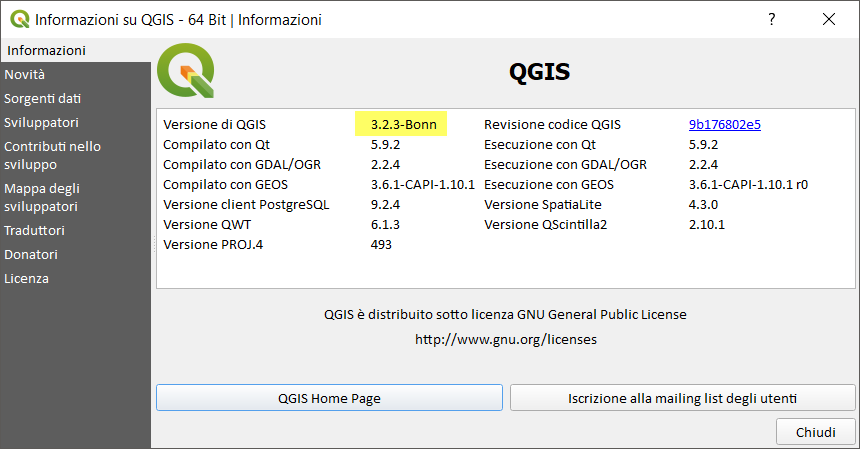 Informazioni su QGIS - 64 Bit | Informazioni
?
Informazioni
Novità
Sorgenti dati
Sviluppatori
Contributi nello
sviluppo
Mappa degli
sviluppatori
Traduttori
Donatori
Licenza
QGIS
Versione di QGIS 3.2.3-Bonn Revisione codice QGIS 9b176802e5
Compilato con Qt 5.9.2 Esecuzione con Qt 5.9.2
Compilato con GDAL/OGR 2.2.4 Esecuzione con GDAL/OGR 2.2.4
Compilato con GEOS 3.6.1-CAPI-1.10.1 Esecuzione con GEOS 3.6.1-CAPI-1.10.1 r0
Versione client PostgreSQL 9.2.4 Versione SpatiaLite 4.3.0
Versione QWT 6.1.3 Versione QScintilla2 2.10.1
Versione PROJ.4 493
QGIS è distribuito sotto licenza GNU General Public License
http://www.gnu.org/licenses
QGIS Home Page Iscrizione alla mailing list degli utenti
Chiudi